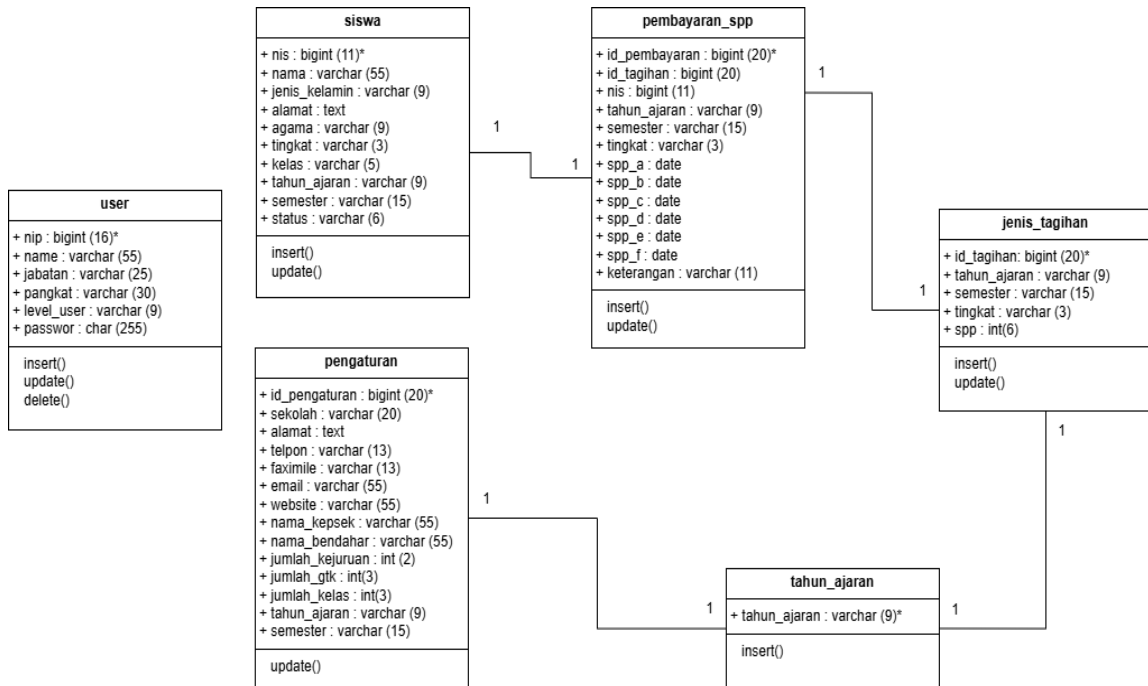 siswa
+ nis : bigint (11)*
+ nama : varchar (55)
+ jenis_kelamin : varchar (9)
+ alamat : text
+ agama : varchar (9)
+ tingkat : varchar (3)
+ kelas : varchar (5)
+ tahun_ajaran : varchar (9)
+ semester : varchar (15)
+ status : varchar (6)
insert()
update()
1
1
pembayaran_spp
+ id_pembayaran : bigint (20)*
+ id_tagihan : bigint (20)
+ nis : bigint (11)
+ tahun_ajaran : varchar (9)
+ semester : varchar (15)
+ tingkat : varchar (3)
+ spp_a : date
+ spp_b : date
+ spp_c : date
+ spp_d : date
+ spp_e : date
+ spp_f : date
+ keterangan : varchar (11)
insert()
update()
1
1
user
+ nip : bigint (16)*
+ name : varchar (55)
+ jabatan : varchar (25)
+ pangkat : varchar (30)
+ level_user : varchar (9)
+ passwor : char (255)
insert()
update()
delete()
jenis_tagihan
+ id_tagihan: bigint (20)*
+ tahun_ajaran : varchar (9)
+ semester : varchar (15)
+ tingkat : varchar (3)
+ spp : int(6)
insert()
update()
1
pengaturan
+ id_pengaturan : bigint (20)*
+ sekolah : varchar (20)
+ alamat : text
+ telpon : varchar (13)
+ faximile : varchar (13)
+ email : varchar (55)
+ website : varchar (55)
+ nama_kepsek : varchar (55)
+ nama_bendahar : varchar (55)
+ jumlah_kejuruan : int (2)
+ jumlah_gtk : int(3)
+ jumlah_kelas : int(3)
+ tahun_ajaran : varchar (9)
+ semester : varchar (15)
update()
1
1
tahun_ajaran
+ tahun_ajaran : varchar (9)*
insert()
1